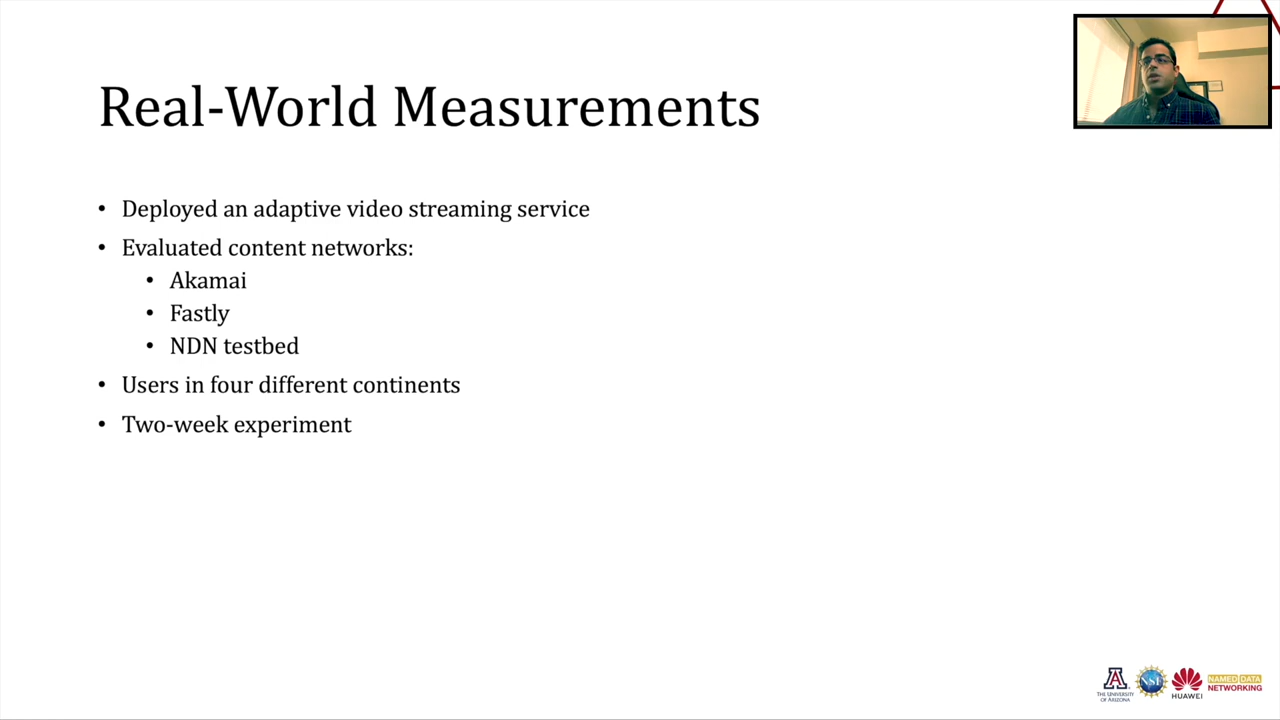 Real-World Measurements
• Deployed an adaptive video streaming service
• Evaluated content networks:
• Akamai
• Fastly
• NDN testbed
• Users in four different continents
• Two-week experiment
A
THE UNIVERSITY
OF ARIZONA
NSF
HUAWEI
NAMED DATA
NETWORKING